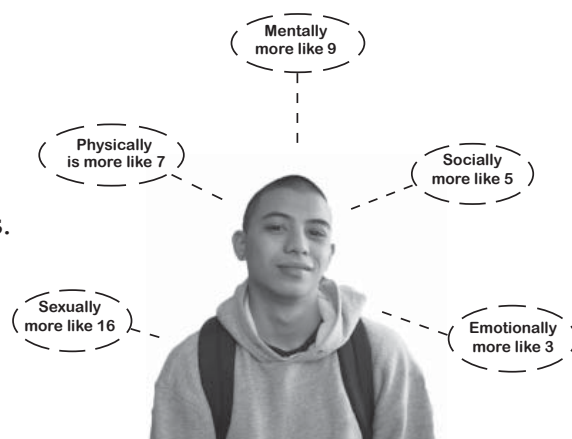 Mentally
more like 9
Physically
is more like 7
Socially
more like 5
s.
Sexually
more like 16
Emotionally
more like 3